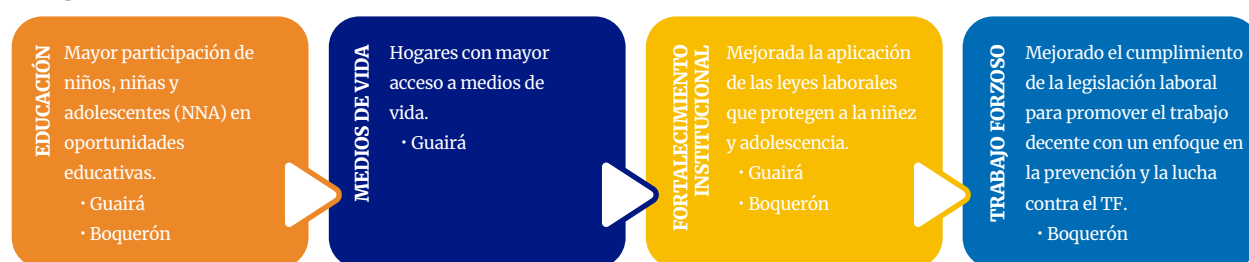 EDUCACIÓN
Mayor participación de
niños, niñas y
adolescentes (NNA) en
oportunidades
educativas.
· Guairá
· Boquerón
MEDIOS DE VIDA
Hogares con mayor
acceso a medios de
vida.
· Guairá
FORTALECIMIENTO
INSTITUCIONAL
Mejorada la aplicación
de las leyes laborales
que protegen a la niñez
y adolescencia.
· Guairá
· Boquerón
TRABAJO FORZOSO
Mejorado el cumplimiento
de la legislación laboral
para promover el trabajo
decente con un enfoque en
la prevención y la lucha
contra el TF.
· Boquerón